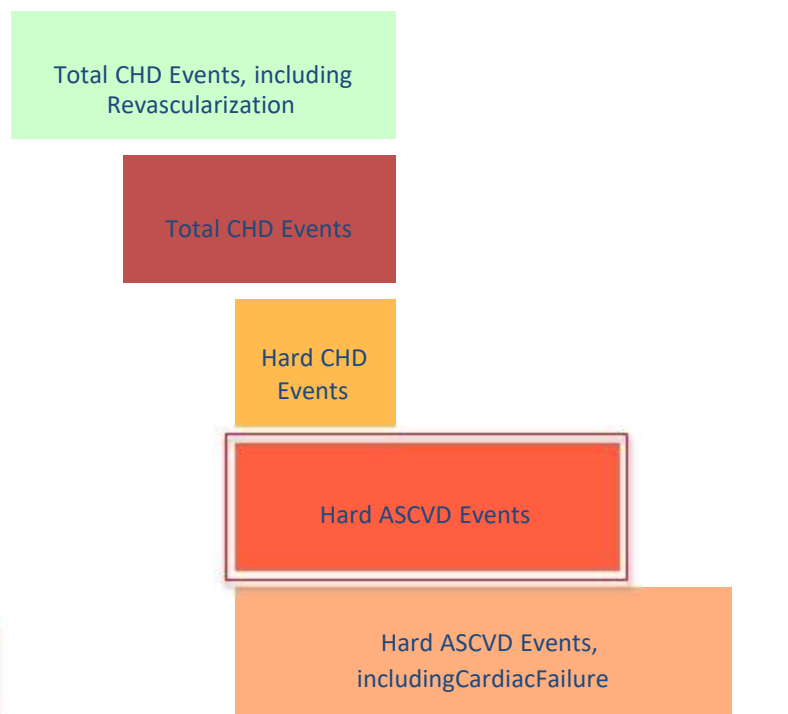 Total CHD Events, including
Revascularization
Total CHD Events
Hard CHD
Events
Hard ASCVD Events
Hard ASCVD Events,
includingCardiacFailure